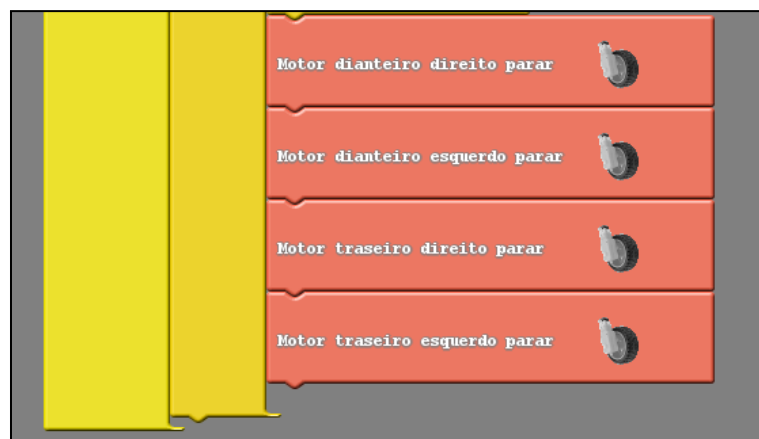 Motor dianteiro direito parar
Motor dianteiro esquerdo parar
Motor traseiro direito parar
Motor traseiro esquerdo parar